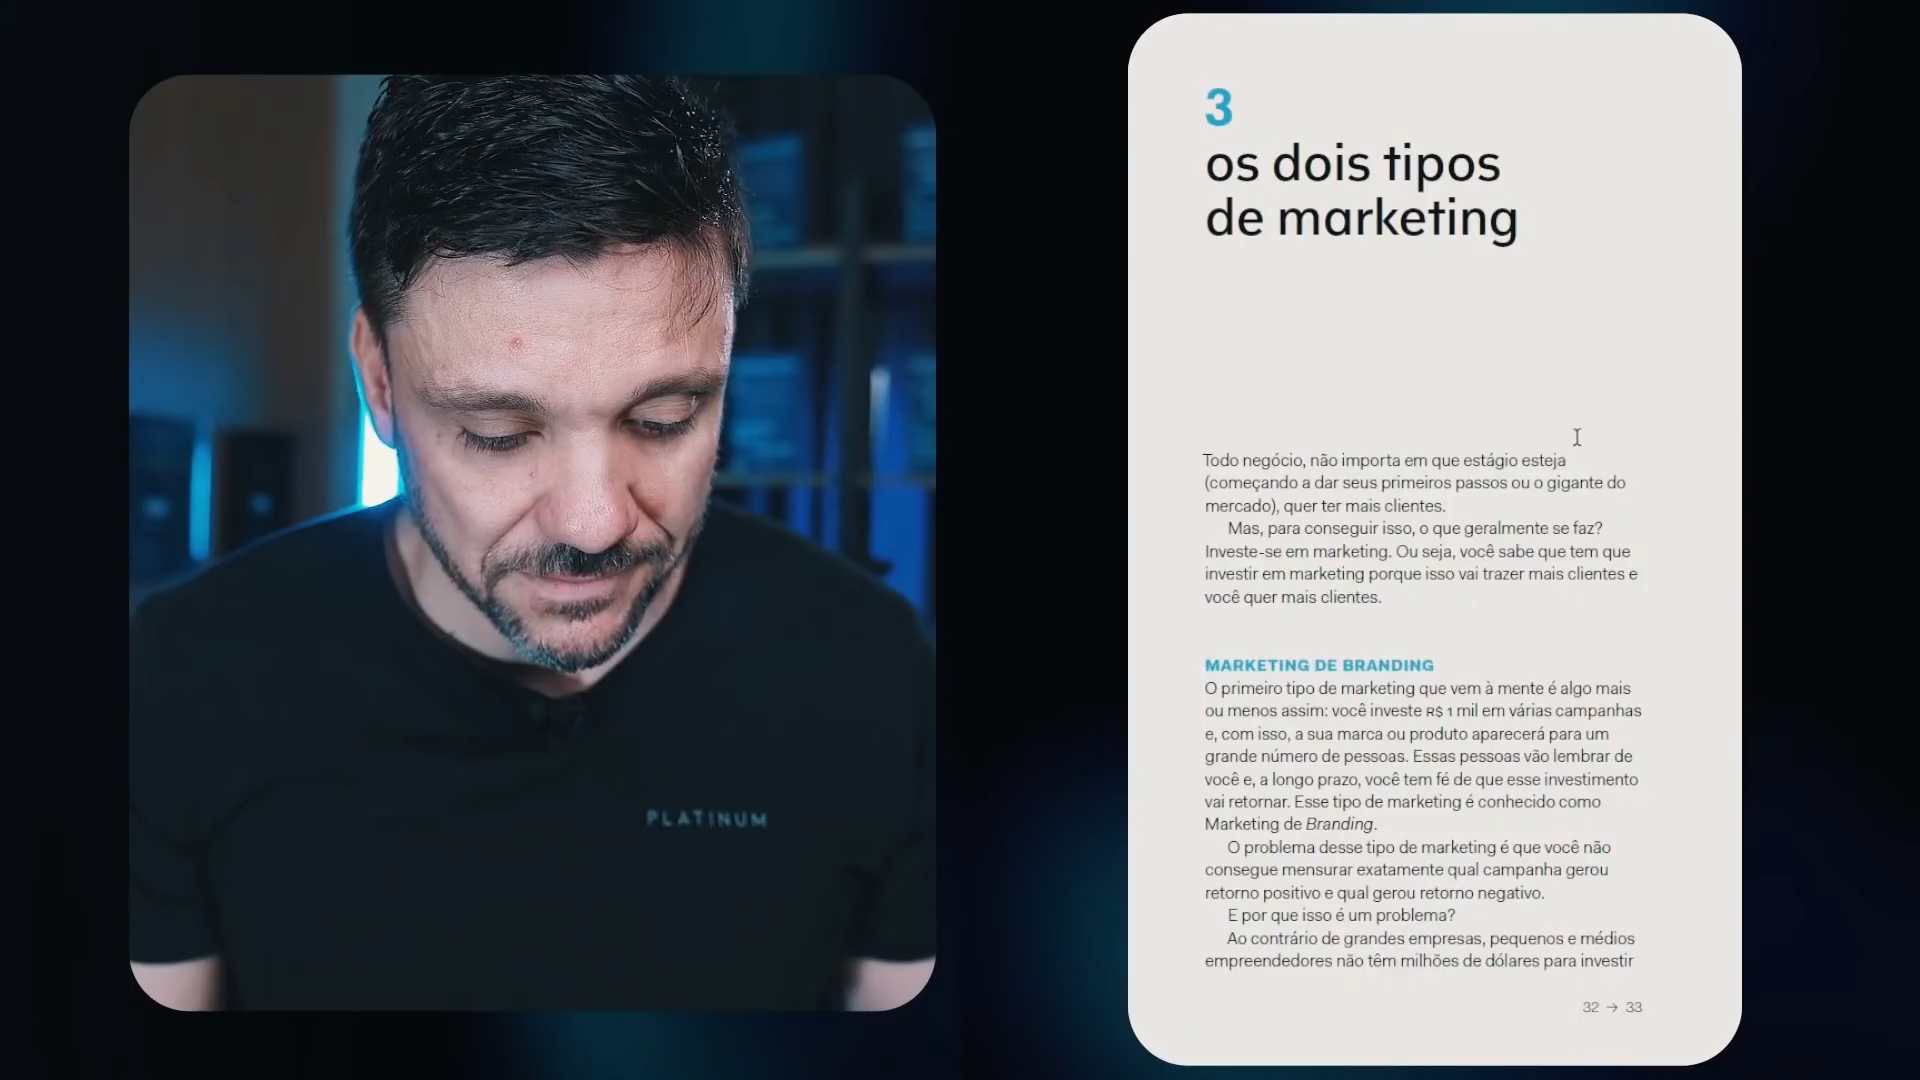 PLATINUM
3
os dois tipos
de marketing
Todo negócio, não importa em que estágio esteja
(começando a dar seus primeiros passos ou o gigante do
mercado), quer ter mais clientes.
Mas, para conseguir isso, o que geralmente se faz?
Investe-se em marketing. Ou seja, você sabe que tem que
investir em marketing porque isso vai trazer mais clientes e
você quer mais clientes.
MARKETING DE BRANDING
O primeiro tipo de marketing que vem à mente é algo mais
ou menos assim: você investe R$ 1 mil em várias campanhas
e, com isso, a sua marca ou produto aparecerá para um
grande número de pessoas. Essas pessoas vão lembrar de
você e, a longo prazo, você tem fé de que esse investimento
vai retornar. Esse tipo de marketing é conhecido como
Marketing de Branding.
O problema desse tipo de marketing é que você não
consegue mensurar exatamente qual campanha gerou
retorno positivo e qual gerou retorno negativo.
E por que isso é um problema?
Ao contrário de grandes empresas, pequenos e médios
empreendedores não têm milhões de dólares para investir
32 → 33